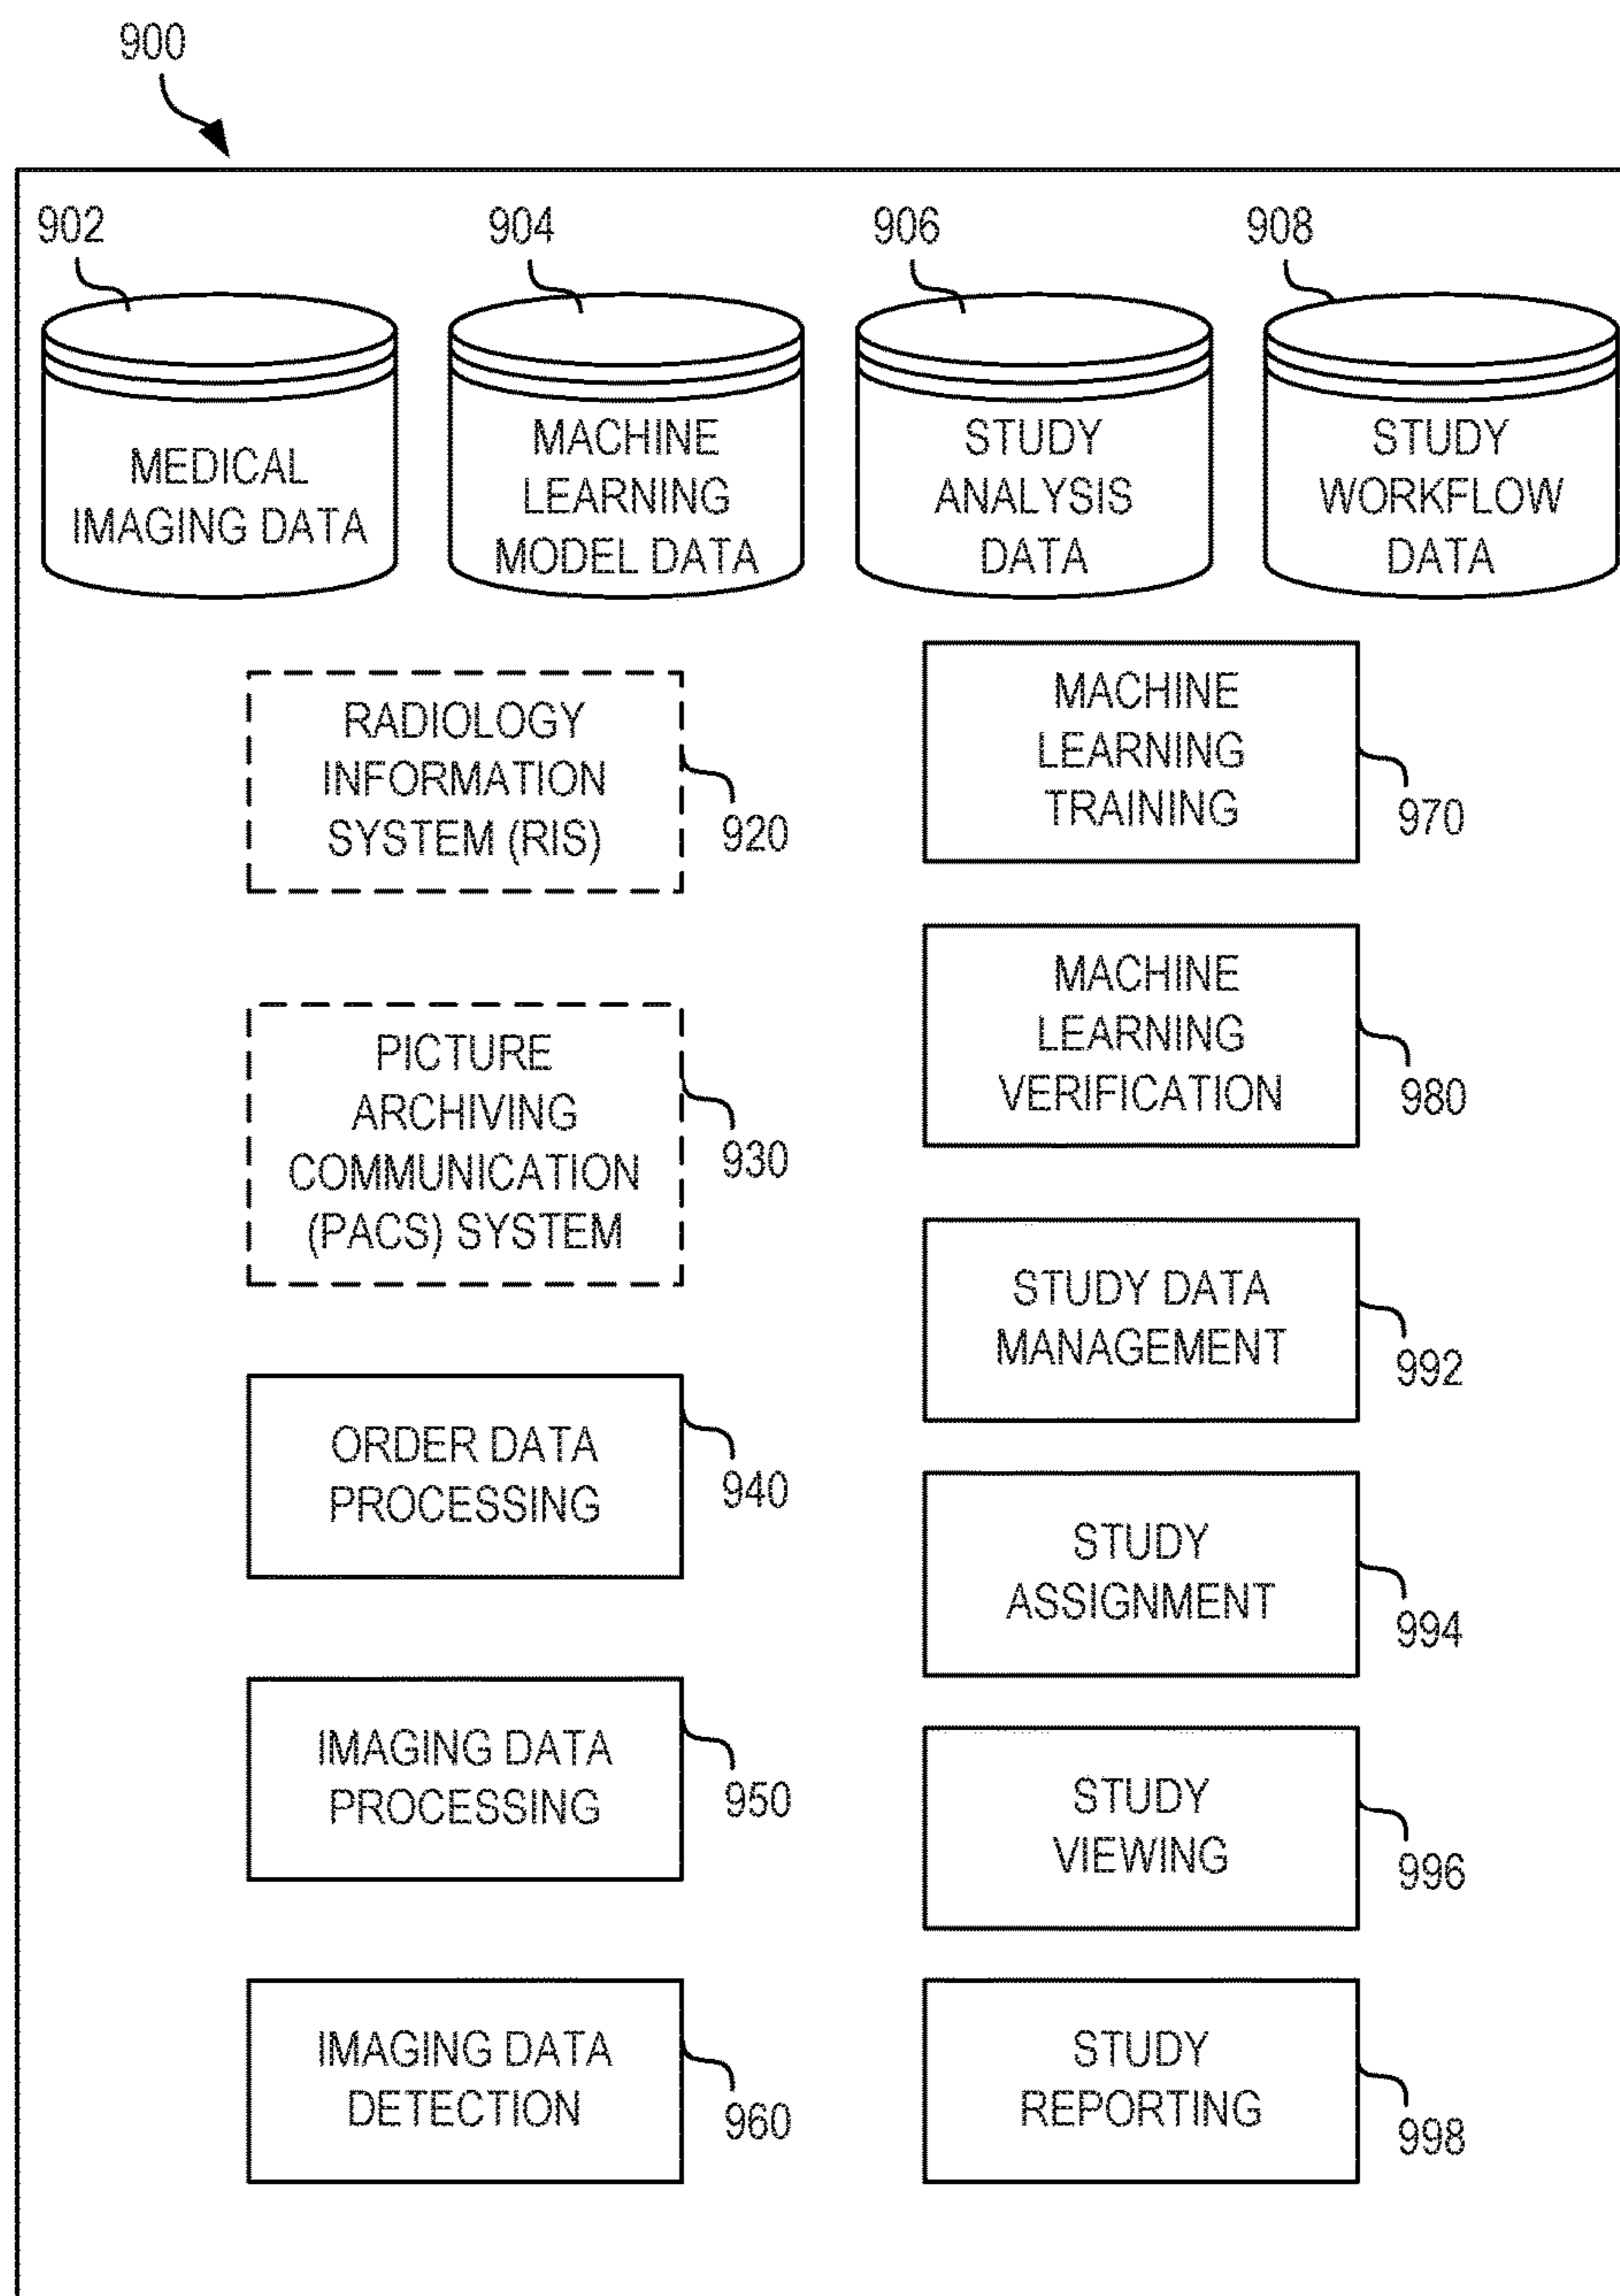 900
902
904
906
908
MEDICAL
IMAGING DATA
MACHINE
LEARNING
MODEL DATA
STUDY
ANALYSIS
DATA
STUDY
WORKFLOW
DATA
RADIOLOGY
INFORMATION
SYSTEM (RIS)
920
PICTURE
ARCHIVING
COMMUNICATION
(PACS) SYSTEM
930
ORDER DATA
PROCESSING
940
IMAGING DATA
PROCESSING
950
IMAGING DATA
DETECTION
960
MACHINE
LEARNING
TRAINING
970
MACHINE
LEARNING
VERIFICATION
980
STUDY DATA
MANAGEMENT
992
STUDY
ASSIGNMENT
994
STUDY
VIEWING
996
STUDY
REPORTING
998